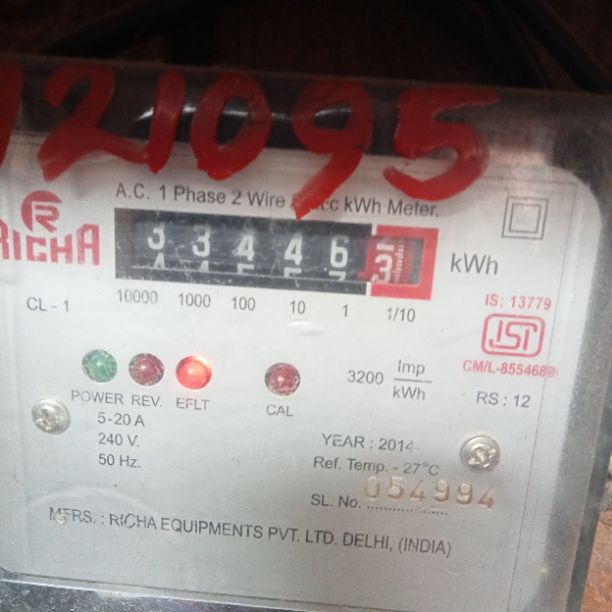 121095
A.C. 1 Phase 2 Wire kWh Meter.
RICHA
3 3 4 4 6 3 kWh
CL - 1
10000 1000 100 10 1 1/10
IS: 13779
ISI
CM/L-855468
RS : 12
3200 Imp/kWh
POWER REV. EFLT CAL
5-20 A
240 V.
50 Hz.
YEAR : 2014
Ref. Temp. - 27°C
SL. No. 054994
MFRS. : RICHA EQUIPMENTS PVT. LTD. DELHI, (INDIA)